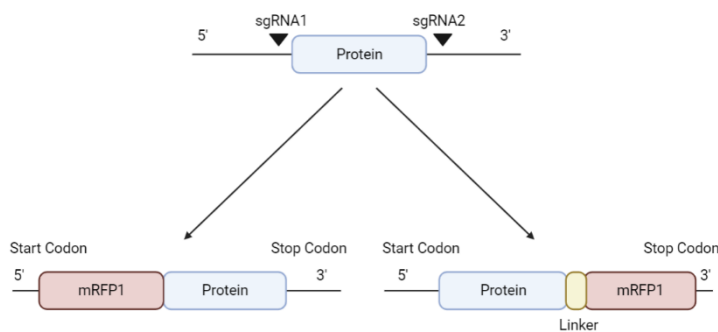 sgRNA1
sgRNA2
5'
3'
Protein
Start Codon
Stop Codon
5'
3'
mRFP1
Protein
Start Codon
Stop Codon
5'
3'
Protein
mRFP1
Linker